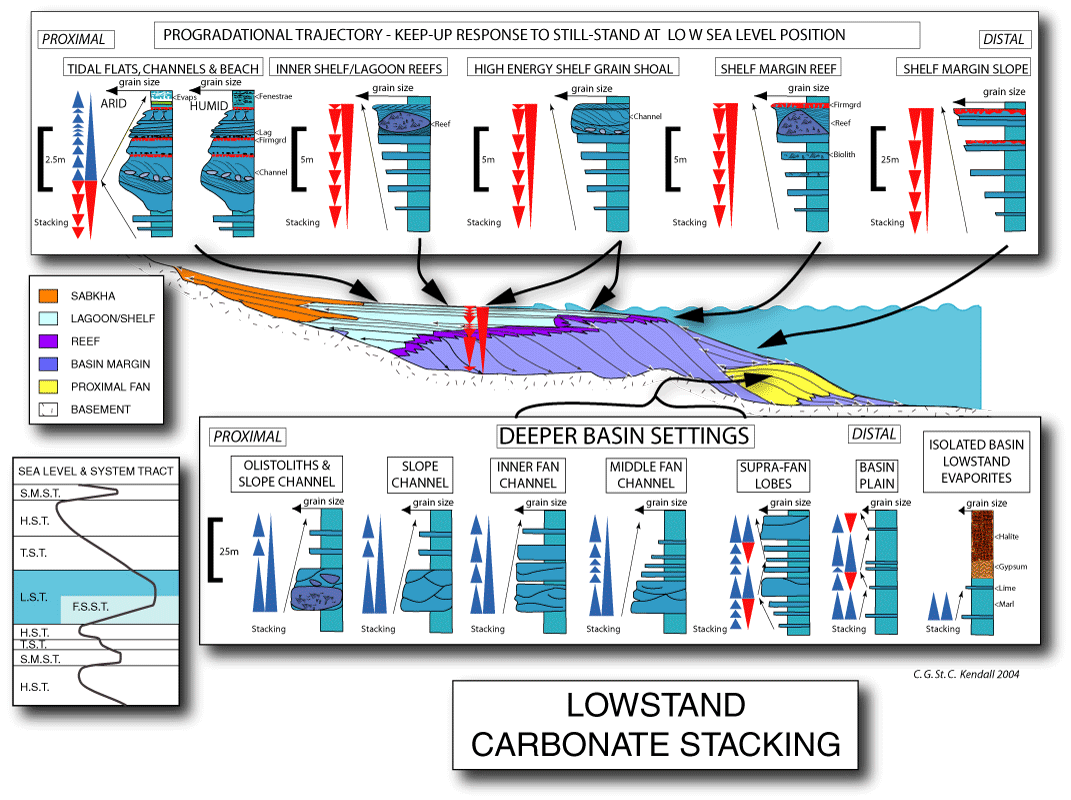 PROXIMAL
PROGRADATIONAL TRAJECTORY - KEEP-UP RESPONSE TO STILL-STAND AT LO W SEA LEVEL POSITION
DISTAL
TIDAL FLATS, CHANNELS & BEACH
grain size
ARID
Evaps
HUMID
grain size
Fenestrae
Lag
Firmgrd
Channel
2.5m
Stacking
INNER SHELF/LAGOON REEFS
grain size
Reef
5m
Stacking
HIGH ENERGY SHELF GRAIN SHOAL
grain size
Channel
5m
Stacking
SHELF MARGIN REEF
grain size
Firmgrd
Reef
Biolith
5m
Stacking
SHELF MARGIN SLOPE
grain size
25m
Stacking
SABKHA
LAGOON/SHELF
REEF
BASIN MARGIN
PROXIMAL FAN
BASEMENT
PROXIMAL
DEEPER BASIN SETTINGS
DISTAL
OLISTOLITHS &
SLOPE CHANNEL
grain size
25m
Stacking
SLOPE
CHANNEL
grain size
Stacking
INNER FAN
CHANNEL
grain size
Stacking
MIDDLE FAN
CHANNEL
grain size
Stacking
SUPRA-FAN
LOBES
grain size
Stacking
BASIN
PLAIN
grain size
Stacking
ISOLATED BASIN
LOWSTAND
EVAPORITES
grain size
Halite
Gypsum
Lime
Marl
Stacking
SEA LEVEL & SYSTEM TRACT
S.M.S.T.
H.S.T.
T.S.T.
L.S.T.
F.S.S.T.
H.S.T.
T.S.T.
S.M.S.T.
H.S.T.
C.G.St.C. Kendall 2004
LOWSTAND
CARBONATE STACKING